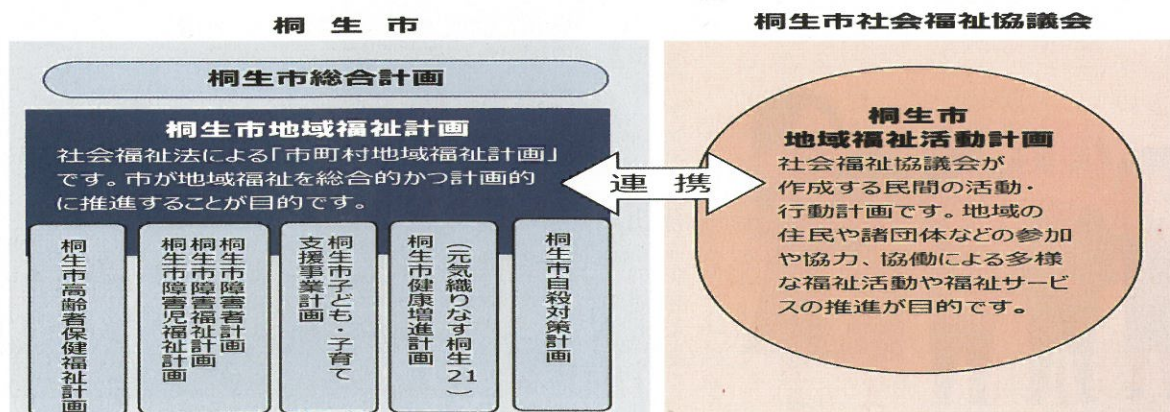 桐生市
桐生市社会福祉協議会
桐生市総合計画
桐生市地域福祉計画
社会福祉法による「市町村地域福祉計画」
です。市が地域福祉を総合的かつ計画的
に推進することが目的です。
連携
桐生市高齢者保健福祉計画
桐生市障害者計画
桐生市障害福祉計画
桐生市障害児福祉計画
桐生市子ども・子育て
支援事業計画
(元気織りなす桐生21)
桐生市健康増進計画
桐生市自殺対策計画
桐生市
地域福祉活動計画
社会福祉協議会が
作成する民間の活動・
行動計画です。地域の
住民や諸団体などの参加
や協力、協働による多様
な福祉活動や福祉サービ
スの推進が目的です。